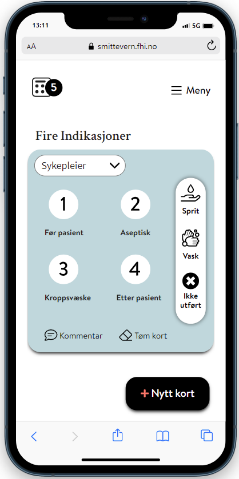 13:11
5G
AA
smittevern.fhi.no
5
Meny
Fire Indikasjoner
Sykepleier
1
2
Før pasient
Aseptisk
3
4
Kroppsvæske
Etter pasient
Sprit
Vask
Ikke
utført
Kommentar
Tøm kort
+ Nytt kort